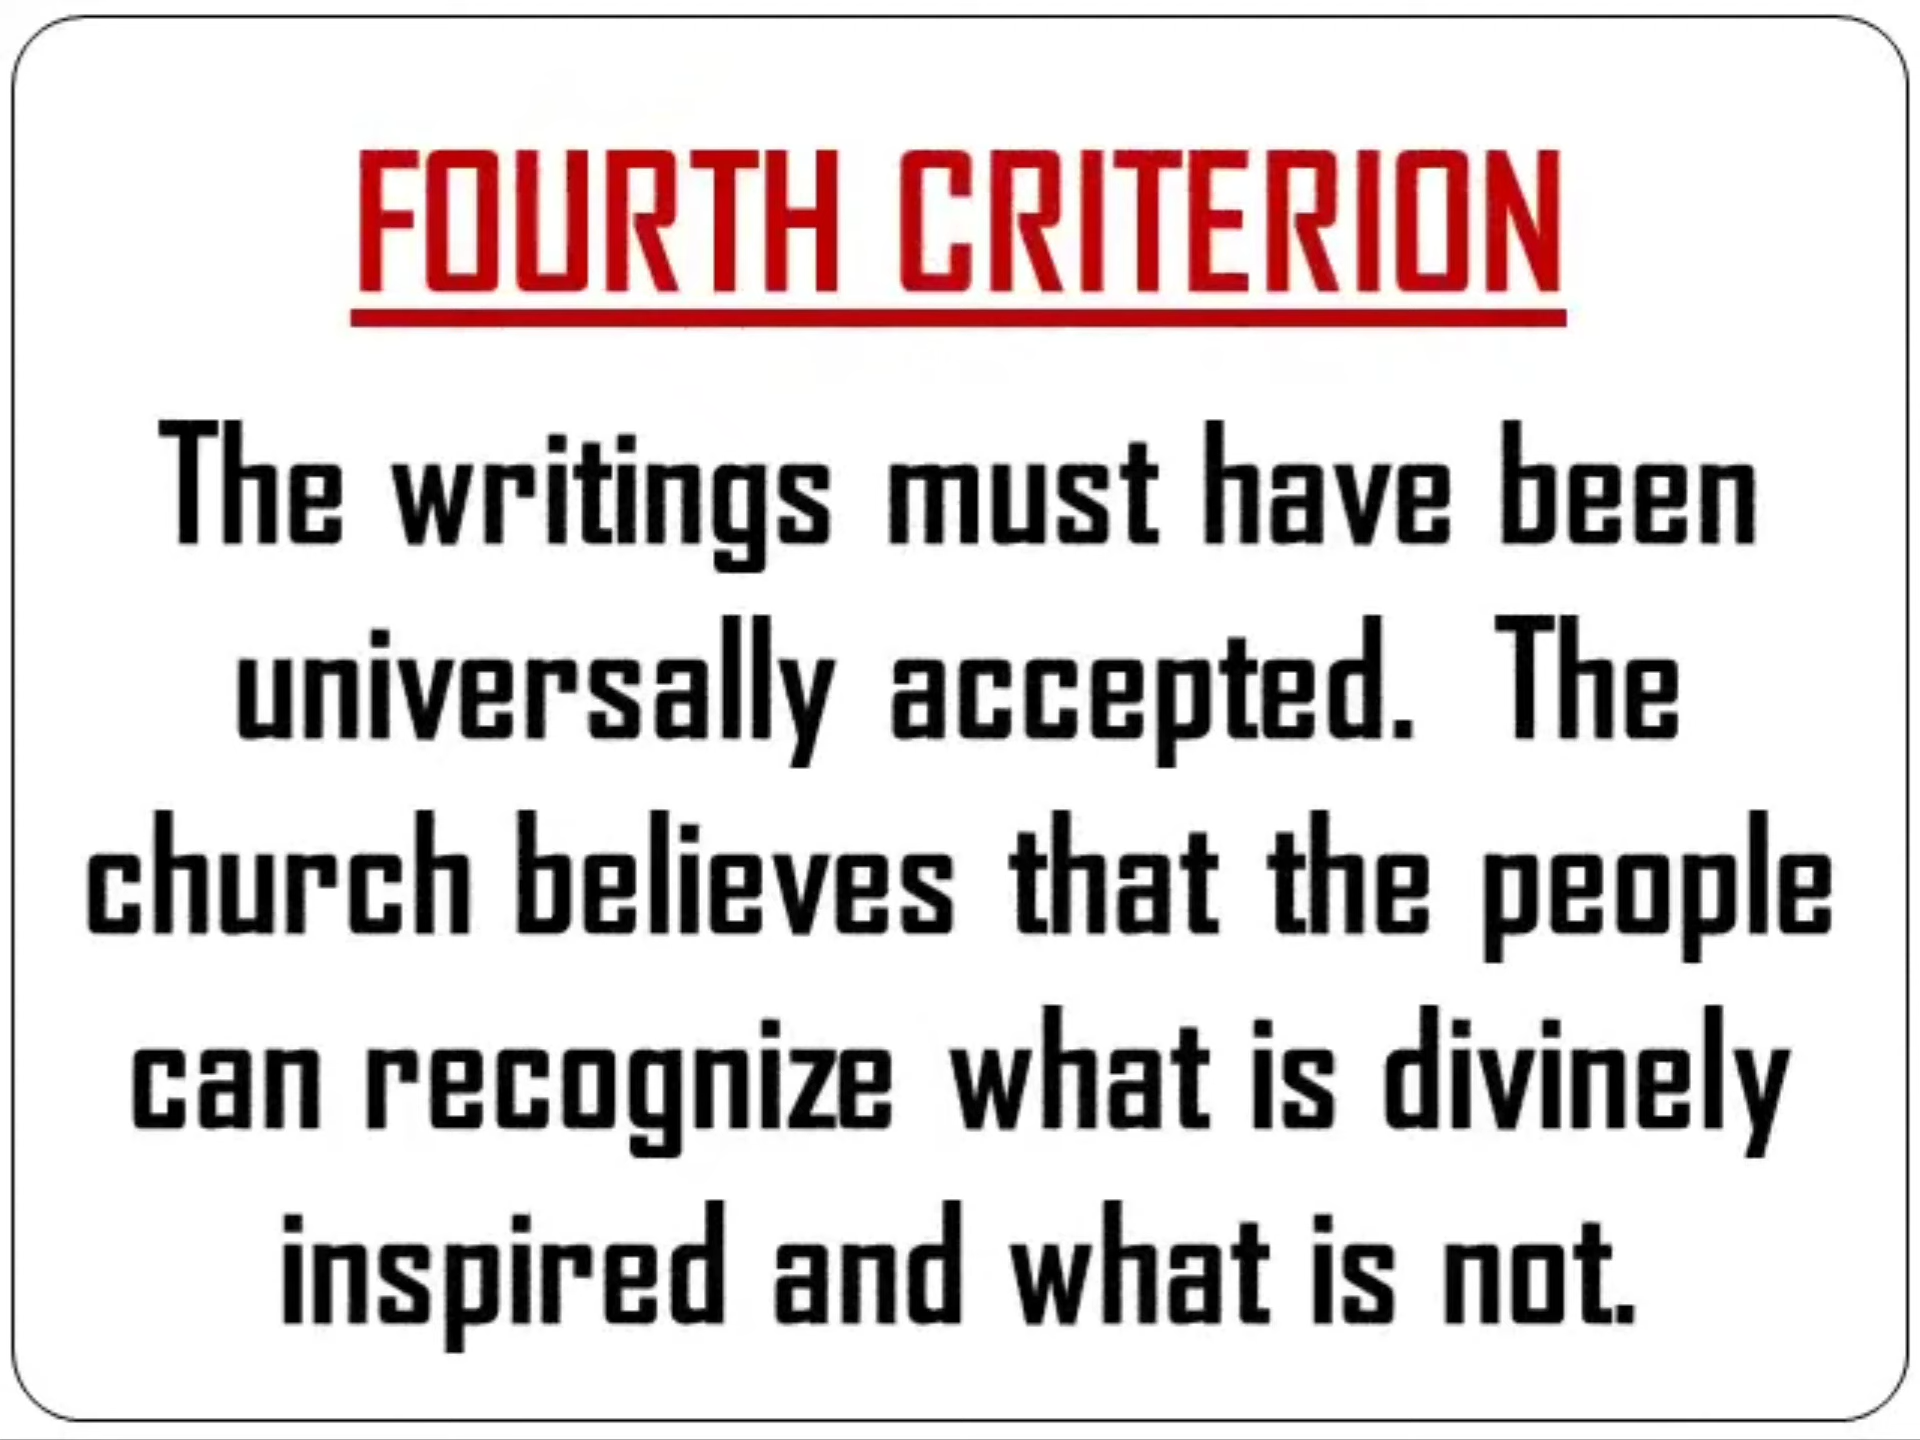 FOURTH CRITERION
The writings must have been
universally accepted. The
church believes that the people
can recognize what is divinely
inspired and what is not.